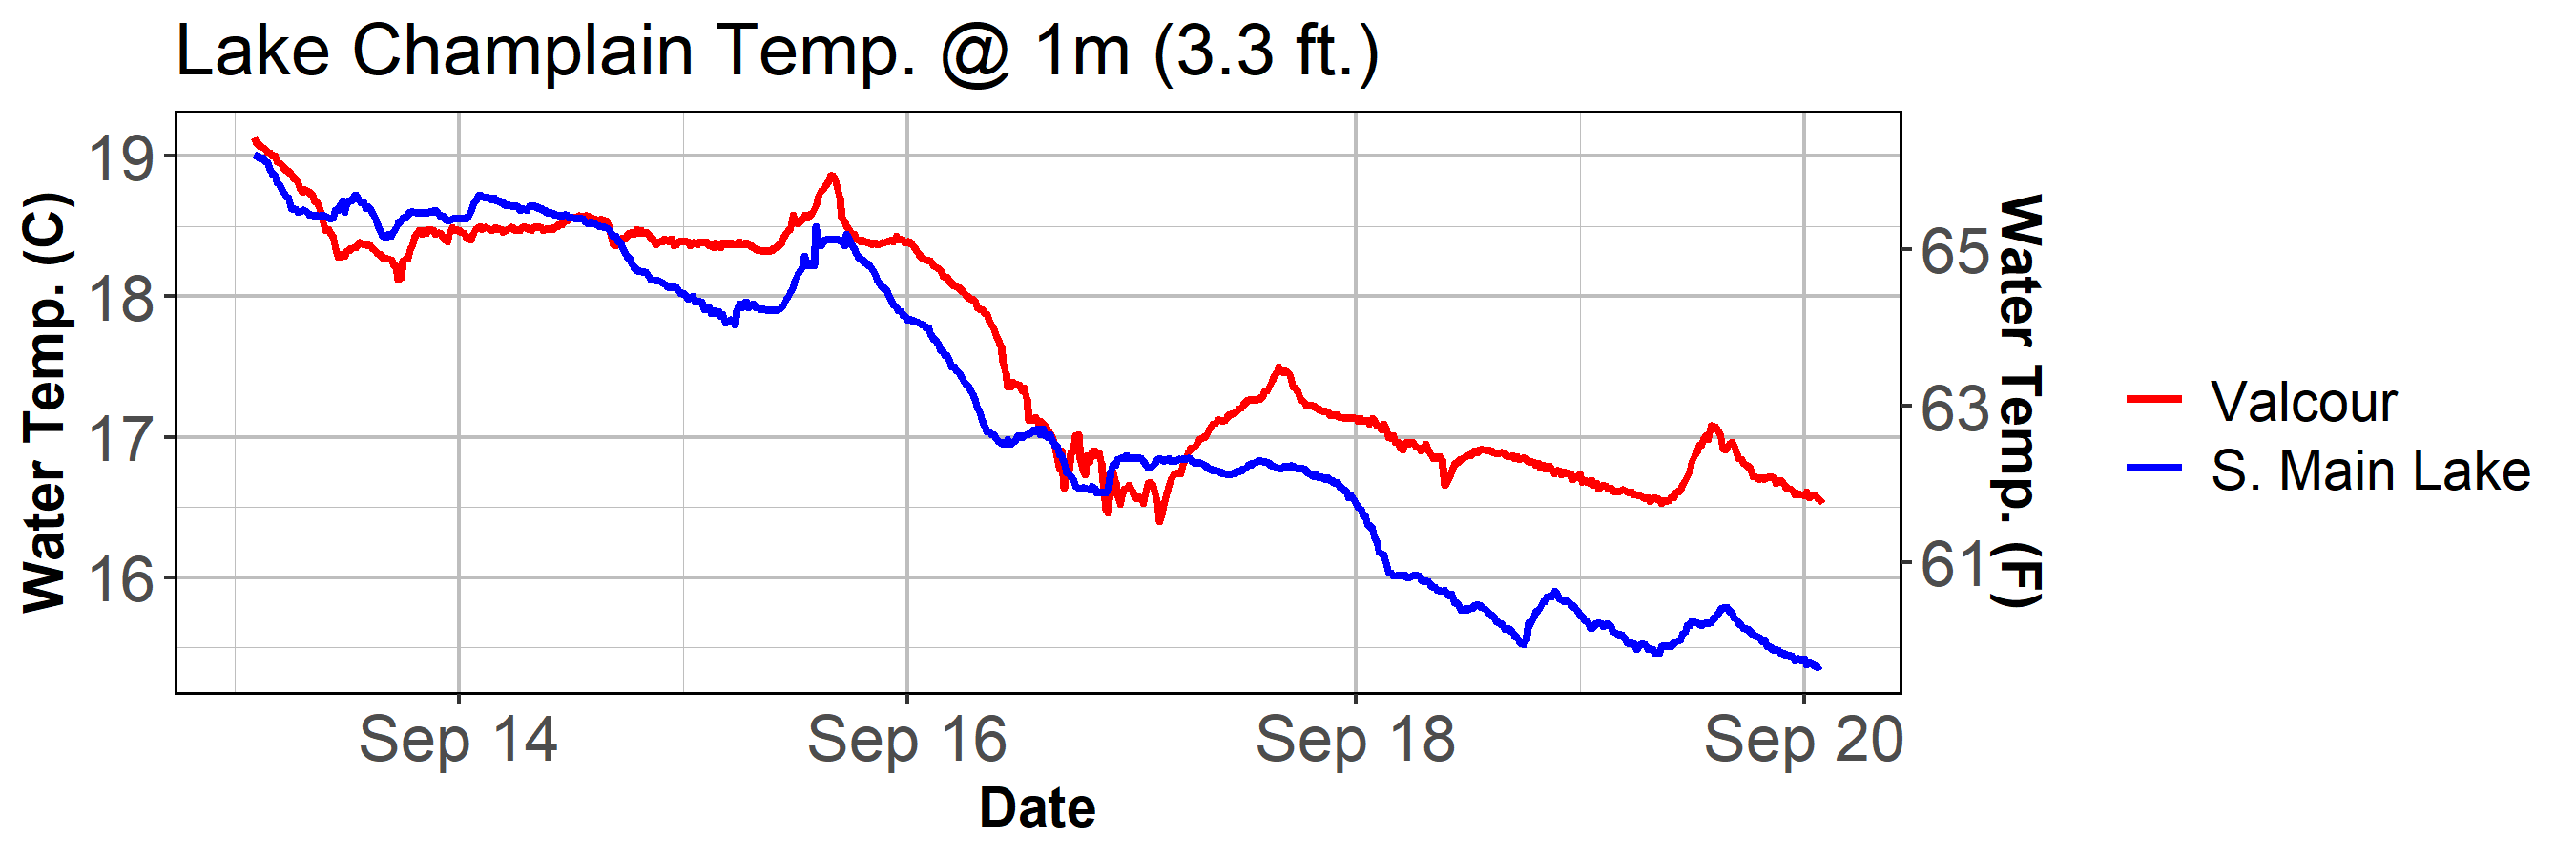 Lake Champlain Temp. @ 1m (3.3 ft.)
Water Temp. (C)
19
18
17
16
65
63
61
Water Temp. (F)
Sep 14
Sep 16
Sep 18
Sep 20
Date
Valcour
S. Main Lake